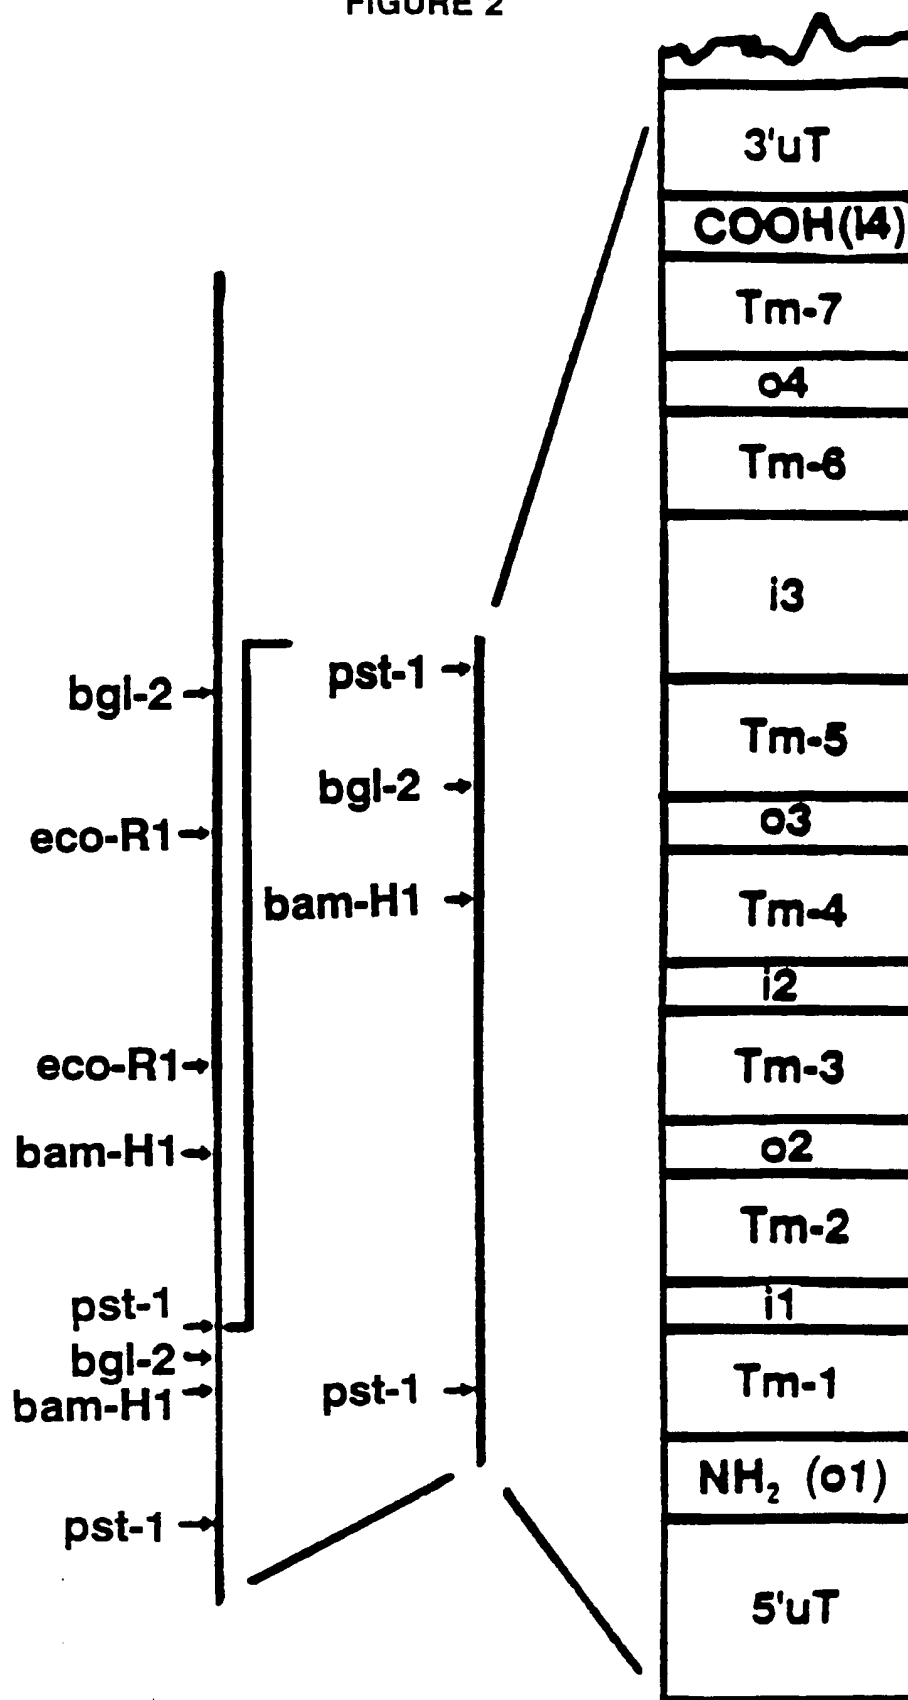 FIGURE 2
bgl-2
eco-R1
eco-R1
bam-H1
pst-1
bgl-2
bam-H1
pst-1
pst-1
bgl-2
bam-H1
pst-1
3'uT
COOH(i4)
Tm-7
o4
Tm-6
i3
Tm-5
o3
Tm-4
i2
Tm-3
o2
Tm-2
i1
Tm-1
NH₂ (o1)
5'uT